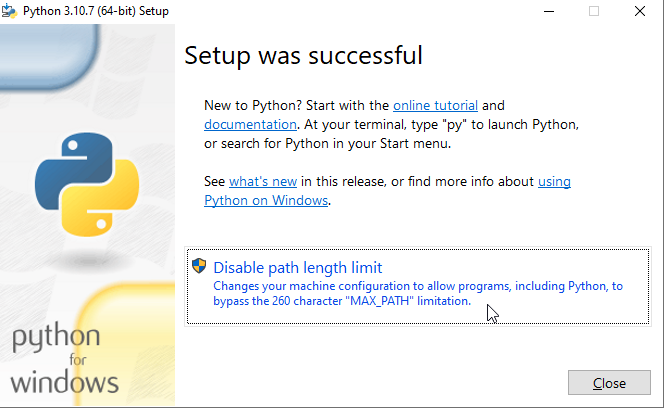 Python 3.10.7 (64-bit) Setup
Setup was successful
New to Python? Start with the online tutorial and
documentation. At your terminal, type "py" to launch Python,
or search for Python in your Start menu.
See what's new in this release, or find more info about using
Python on Windows.
Disable path length limit
Changes your machine configuration to allow programs, including Python, to
bypass the 260 character "MAX_PATH" limitation.
python
for
windows
Close